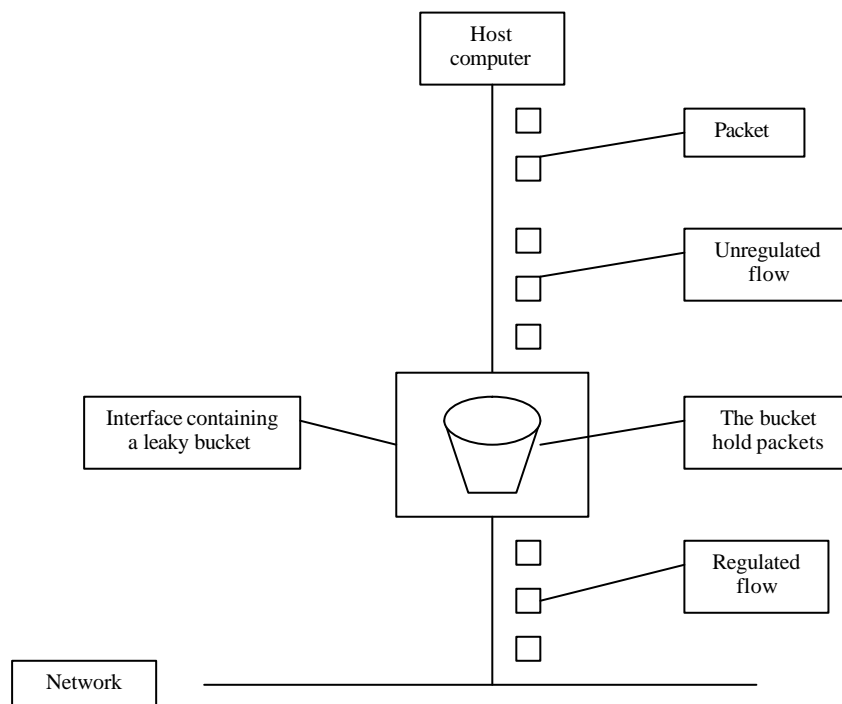 Host
computer
Packet
Unregulated
flow
Interface containing
a leaky bucket
The bucket
hold packets
Regulated
flow
Network